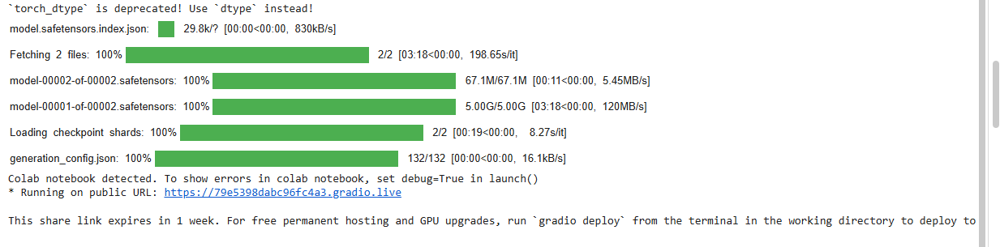 `torch_dtype` is deprecated! Use `dtype` instead!
model.safetensors.index.json: 29.8k/? [00:00<00:00, 830kB/s]
Fetching 2 files: 100% 2/2 [03:18<00:00, 198.65s/it]
model-00002-of-00002.safetensors: 100% 67.1M/67.1M [00:11<00:00, 5.45MB/s]
model-00001-of-00002.safetensors: 100% 5.00G/5.00G [03:18<00:00, 120MB/s]
Loading checkpoint shards: 100% 2/2 [00:19<00:00, 8.27s/it]
generation_config.json: 100% 132/132 [00:00<00:00, 16.1kB/s]
Colab notebook detected. To show errors in colab notebook, set debug=True in launch()
* Running on public URL: https://79e5398dabc96fc4a3.gradio.live
This share link expires in 1 week. For free permanent hosting and GPU upgrades, run `gradio deploy` from the terminal in the working directory to deploy to